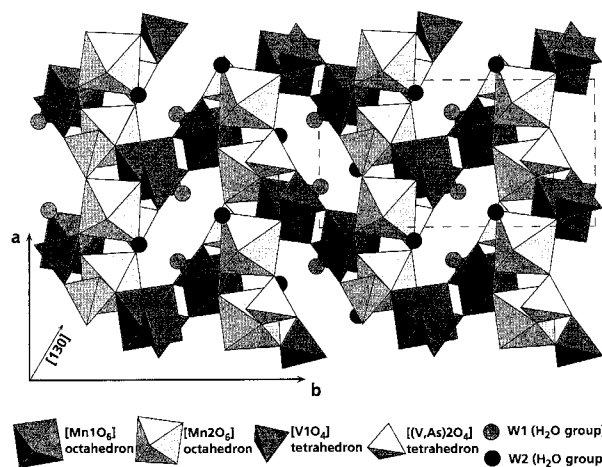 a
[130]
b
[Mn1O₆] octahedron
[Mn2O₆] octahedron
[V1O₄] tetrahedron
[(V,As)2O₄] tetrahedron
W1 (H₂O group)
W2 (H₂O group)